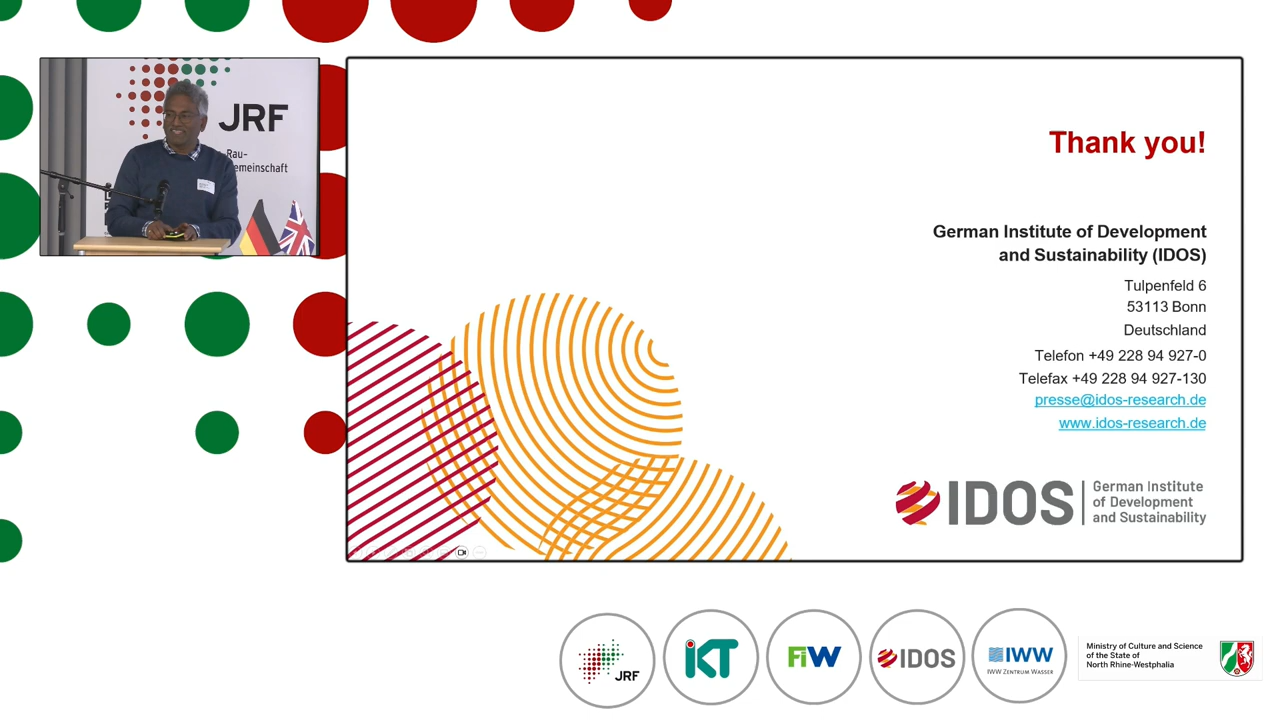 JRF
Rau-
emeinschaft
Thank you!
German Institute of Development
and Sustainability (IDOS)
Tulpenfeld 6
53113 Bonn
Deutschland
Telefon +49 228 94 927-0
Telefax +49 228 94 927-130
presse@idos-research.de
www.idos-research.de
IDOS
German Institute
of Development
and Sustainability
JRF
iKT
FiW
IDOS
IWW
IWW ZENTRUM WASSER
Ministry of Culture and Science
of the State of
North Rhine-Westphalia